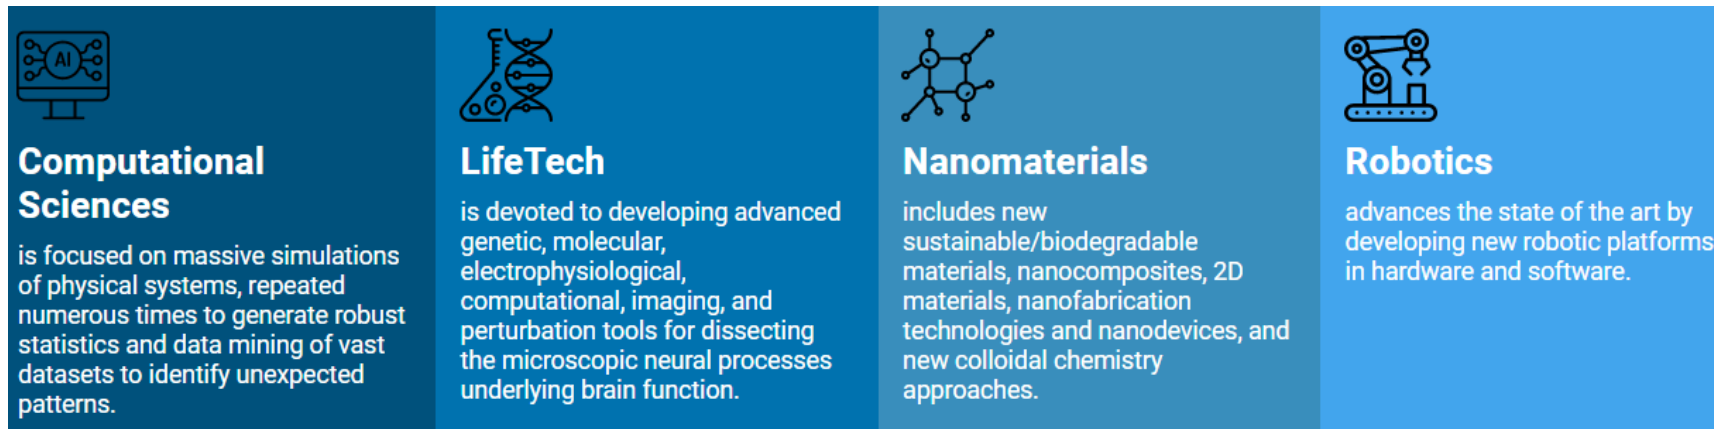 AI
Computational
Sciences
is focused on massive simulations
of physical systems, repeated
numerous times to generate robust
statistics and data mining of vast
datasets to identify unexpected
patterns.
LifeTech
is devoted to developing advanced
genetic, molecular,
electrophysiological,
computational, imaging, and
perturbation tools for dissecting
the microscopic neural processes
underlying brain function.
Nanomaterials
includes new
sustainable/biodegradable
materials, nanocomposites, 2D
materials, nanofabrication
technologies and nanodevices, and
new colloidal chemistry
approaches.
Robotics
advances the state of the art by
developing new robotic platforms
in hardware and software.